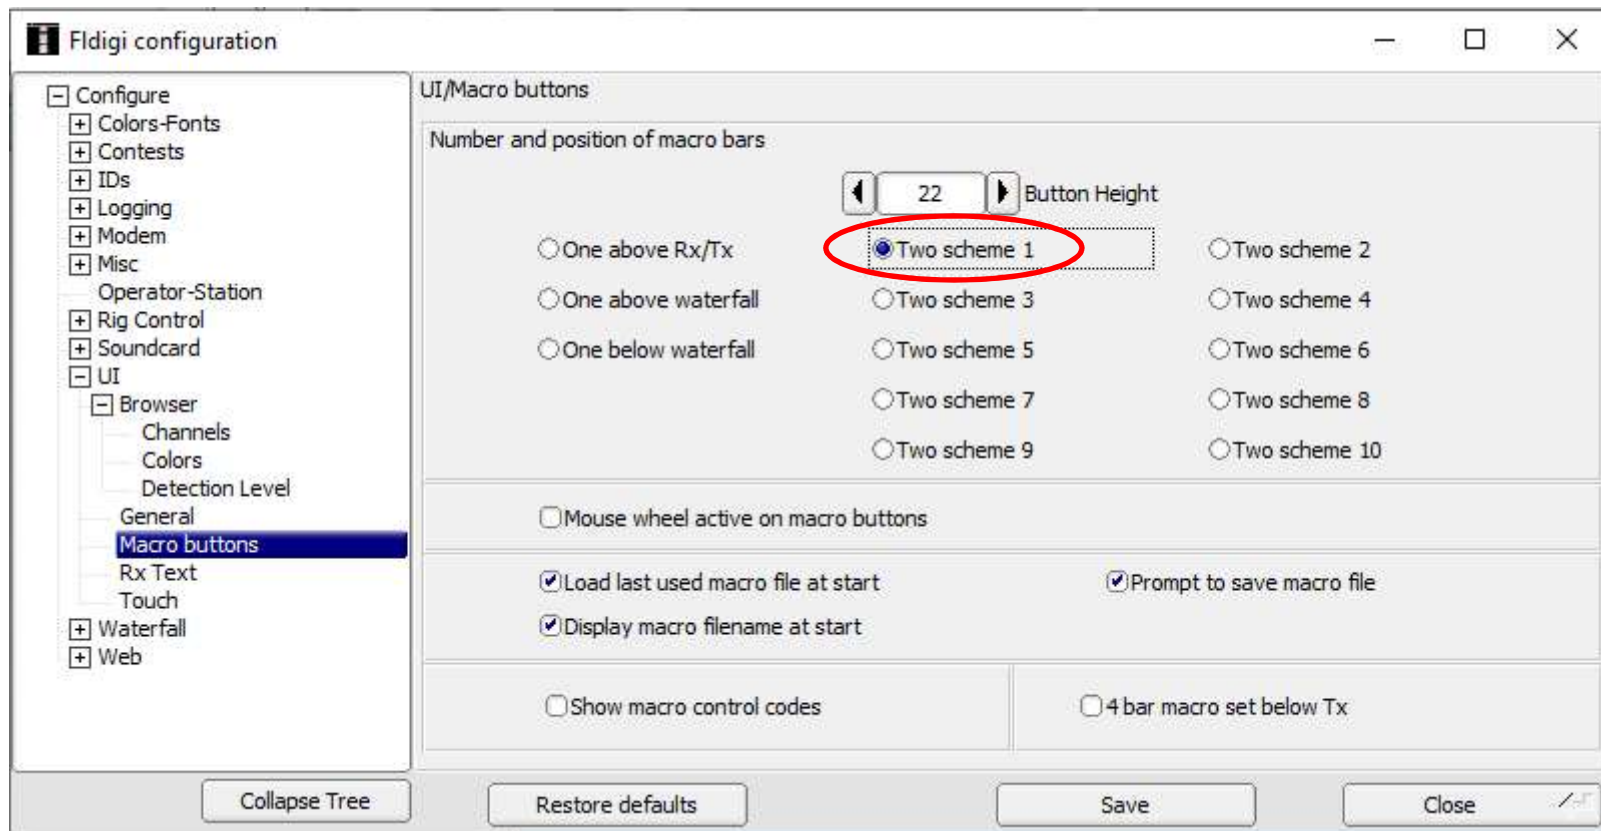 Fldigi configuration
Configure
Colors-Fonts
Contests
IDs
Logging
Modem
Misc
Operator-Station
Rig Control
Soundcard
UI
Browser
Channels
Colors
Detection Level
General
Macro buttons
Rx Text
Touch
Waterfall
Web
Collapse Tree
UI/Macro buttons
Number and position of macro bars
22 Button Height
One above Rx/Tx Two scheme 1 Two scheme 2
One above waterfall Two scheme 3 Two scheme 4
One below waterfall Two scheme 5 Two scheme 6
Two scheme 7 Two scheme 8
Two scheme 9 Two scheme 10
Mouse wheel active on macro buttons
Load last used macro file at start Prompt to save macro file
Display macro filename at start
Show macro control codes 4 bar macro set below Tx
Restore defaults Save Close